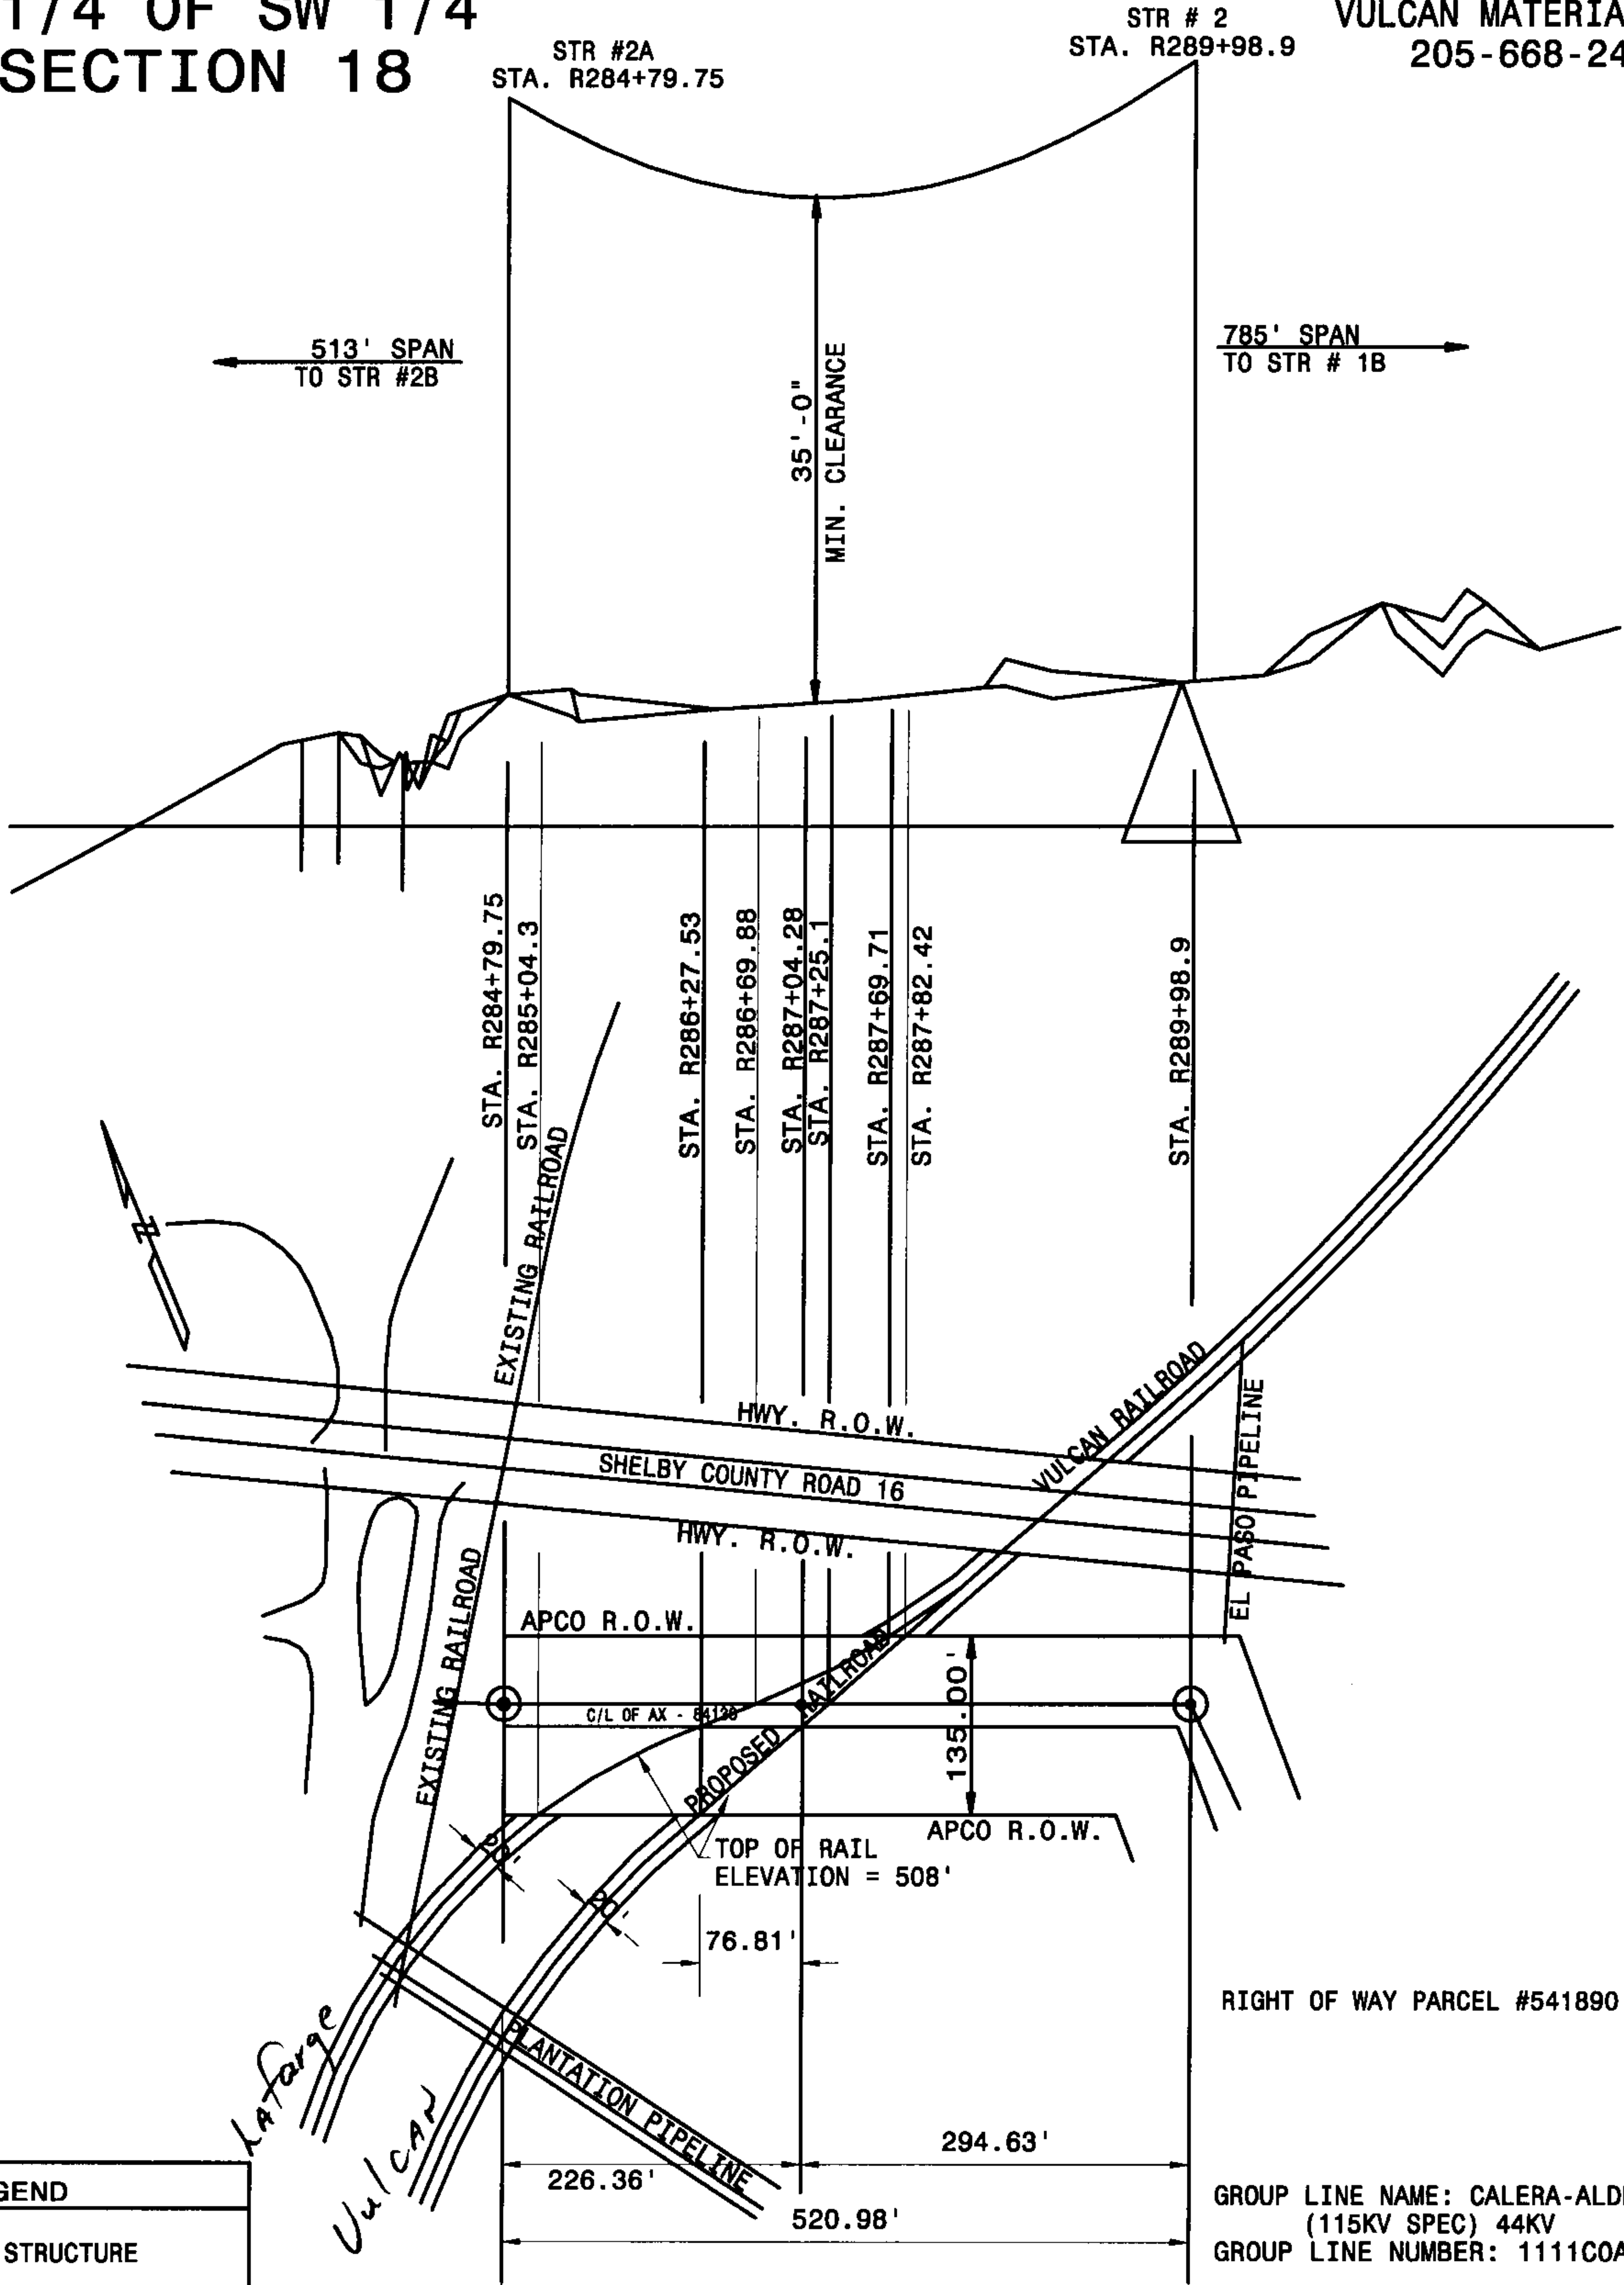 1/4 OF SW 1/4
SECTION 18
STR #2A
STA. R284+79.75
STR # 2
STA. R289+98.9
VULCAN MATERIA
205-668-24
513' SPAN
TO STR #2B
785' SPAN
TO STR # 1B
35'-0"
MIN. CLEARANCE
STA. R284+79.75
STA. R285+04.3
STA. R286+27.53
STA. R286+69.88
STA. R287+04.28
STA. R287+25.1
STA. R287+69.71
STA. R287+82.42
STA. R289+98.9
EXISTING RAILROAD
N
HWY. R.O.W.
SHELBY COUNTY ROAD 16
HWY. R.O.W.
VULCAN RAILROAD
EL PASO PIPELINE
EXISTING RAILROAD
APCO R.O.W.
C/L OF AX - 84138
PROPOSED RAILROAD
135.00'
APCO R.O.W.
TOP OF RAIL
ELEVATION = 508'
20'
20'
76.81'
RIGHT OF WAY PARCEL #541890
Lafarge
Vulcan
PLANTATION PIPELINE
294.63'
226.36'
520.98'
GEND
STRUCTURE
GROUP LINE NAME: CALERA-ALD
(115KV SPEC) 44KV
GROUP LINE NUMBER: 1111COA